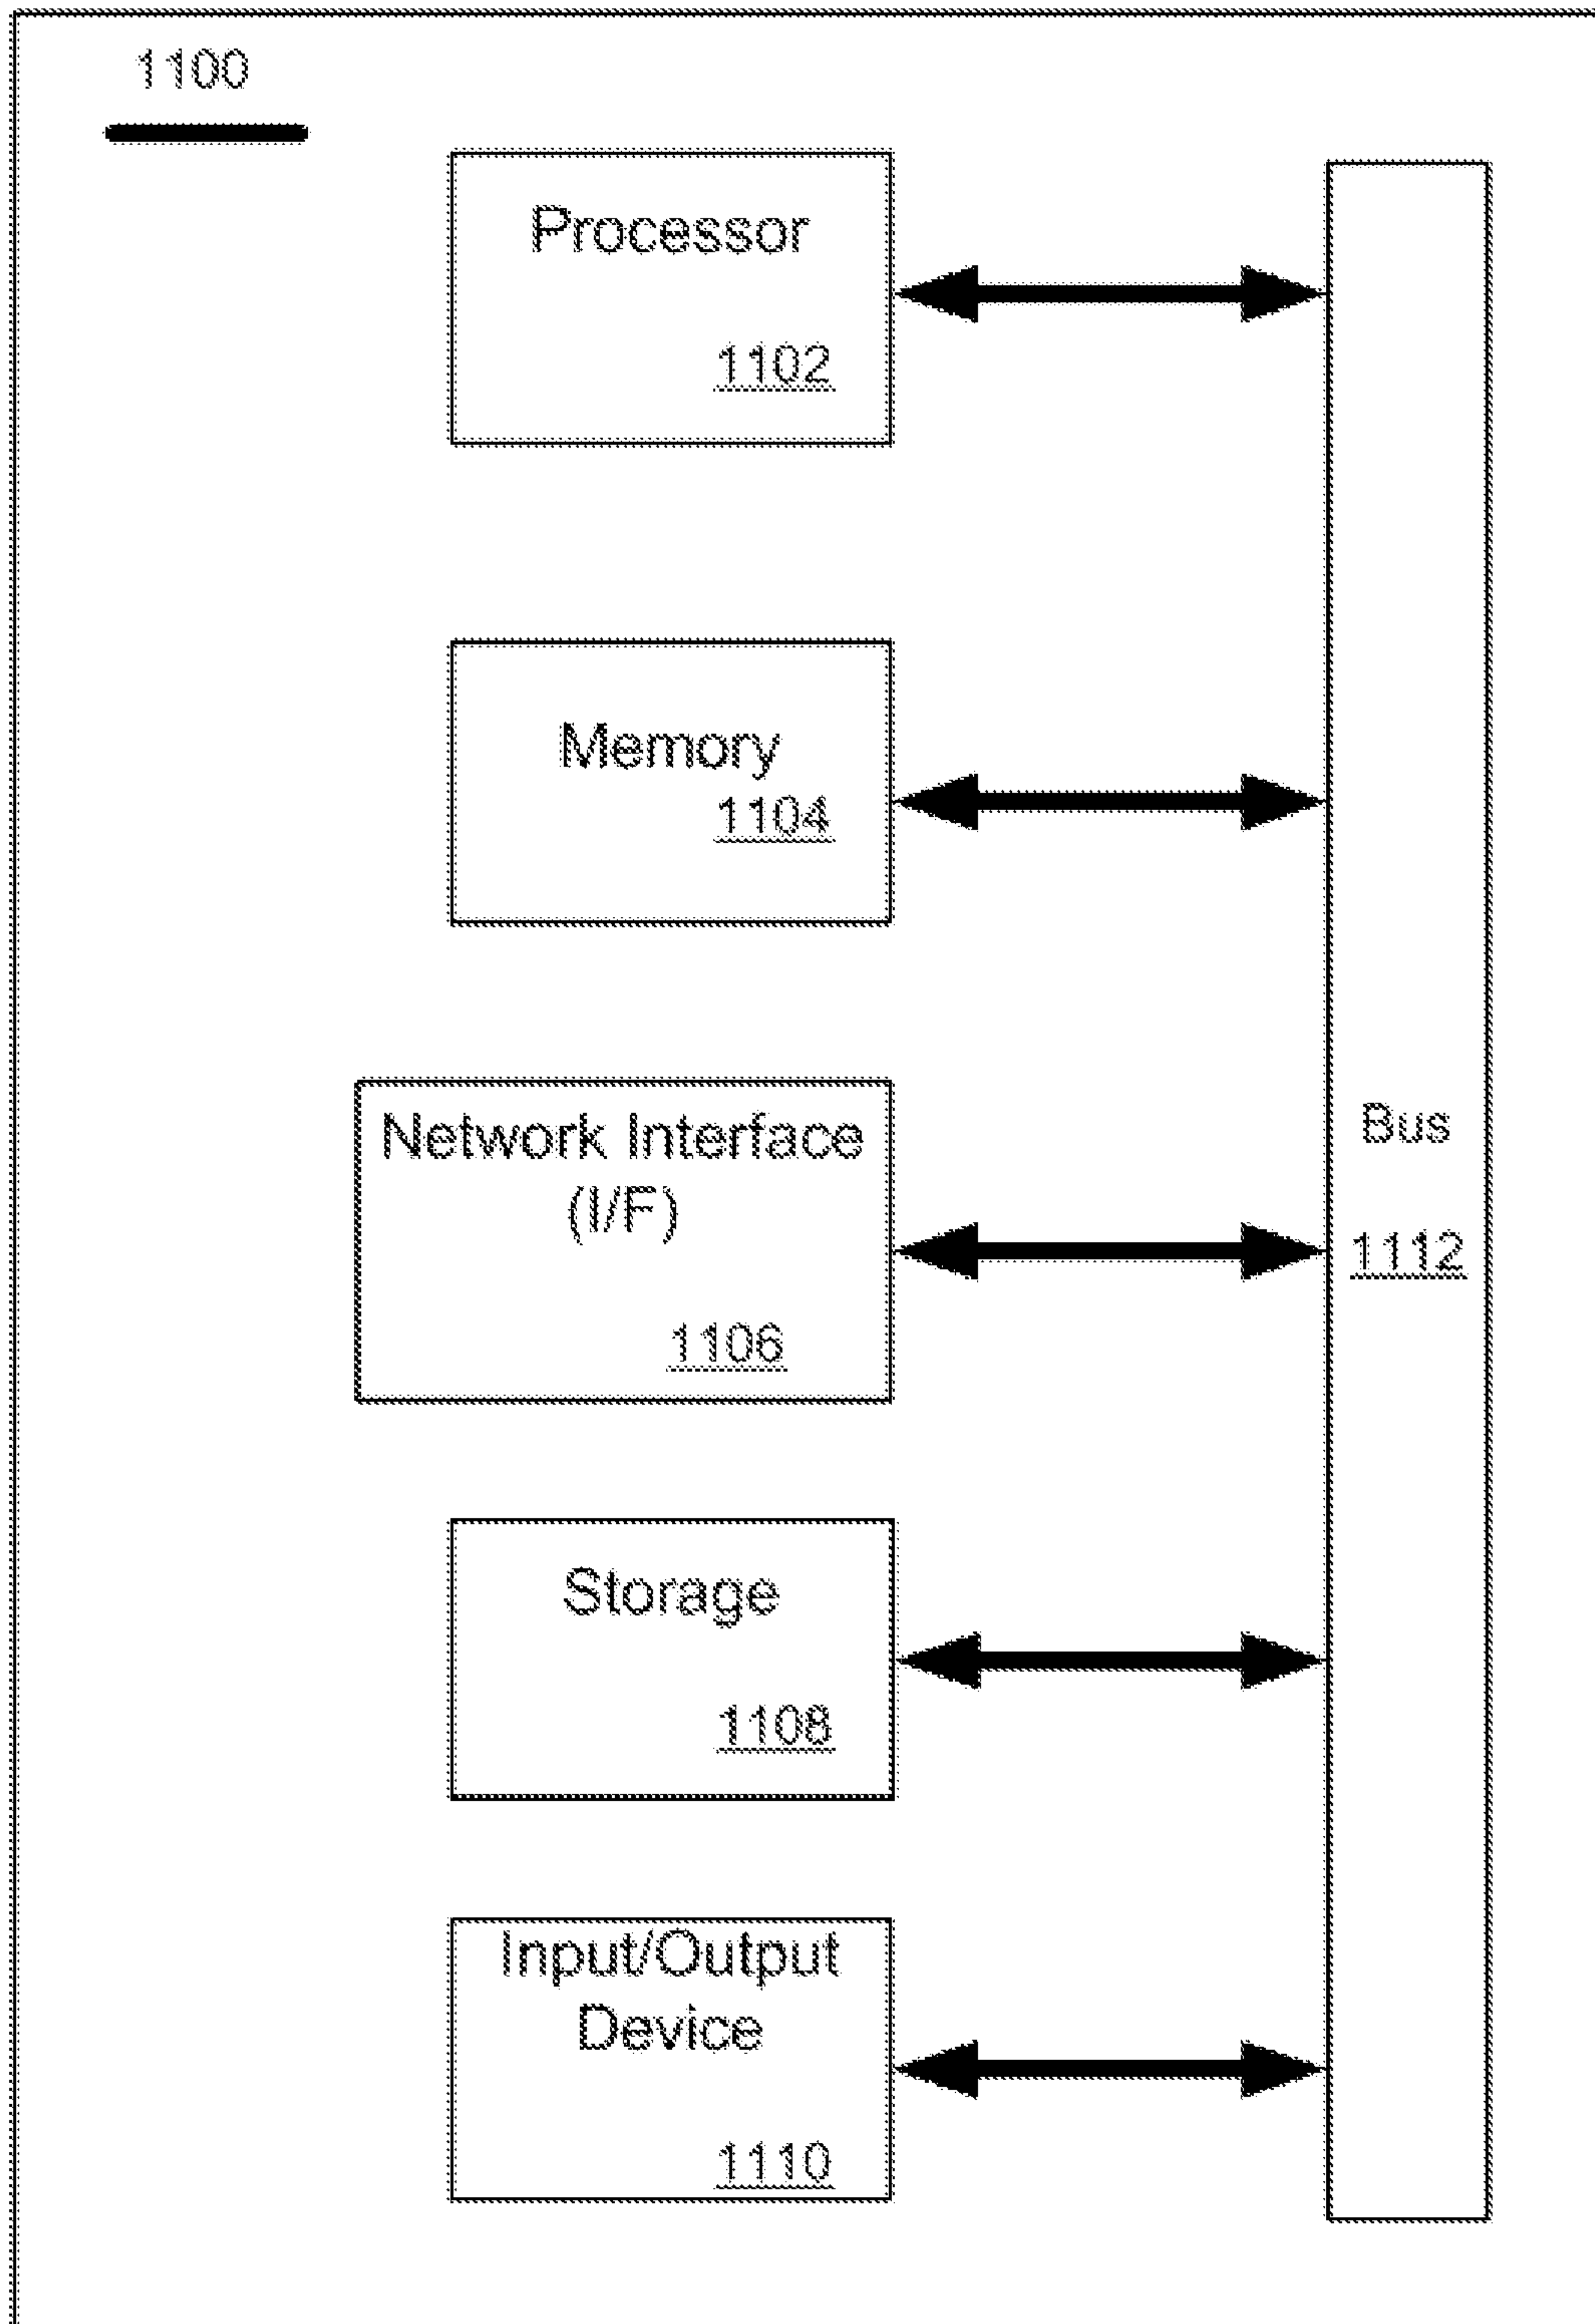 1100
Processor
1102
Memory
1104
Network Interface
(I/F)
1106
Bus
1112
Storage
1108
Input/Output
Device
1110